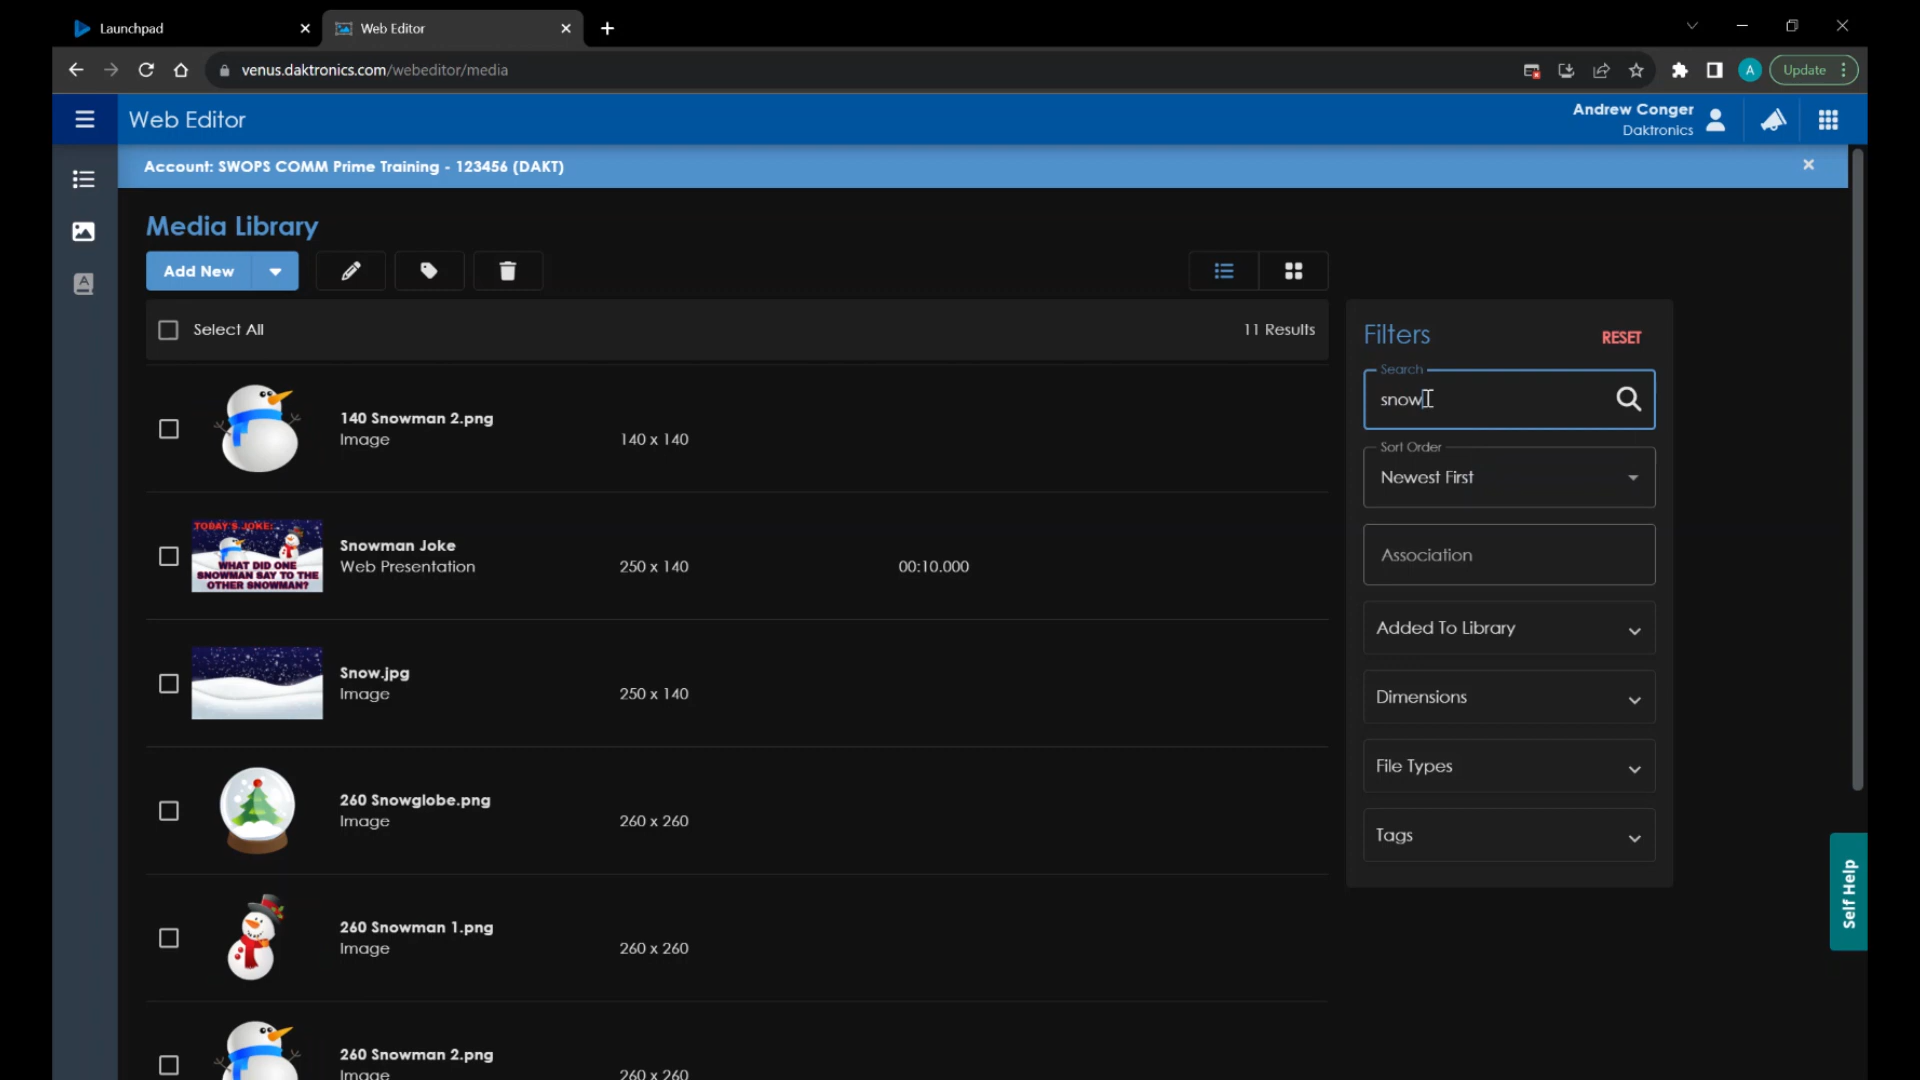 Launchpad
Web Editor
venus.daktronics.com/webeditor/media
A
Update
Web Editor
Andrew Conger
Daktronics
Account: SWOPS COMM Prime Training - 123456 (DAKT)
Media Library
Add New
Select All
11 Results
140 Snowman 2.png
Image
140 x 140
TODAY'S JOKE:
WHAT DID ONE
SNOWMAN SAY TO THE
OTHER SNOWMAN?
Snowman Joke
Web Presentation
250 x 140
00:10.000
Snow.jpg
Image
250 x 140
260 Snowglobe.png
Image
260 x 260
260 Snowman 1.png
Image
260 x 260
260 Snowman 2.png
Image
260 x 260
Filters
RESET
Search
snow
Sort Order
Newest First
Association
Added To Library
Dimensions
File Types
Tags
Self Help